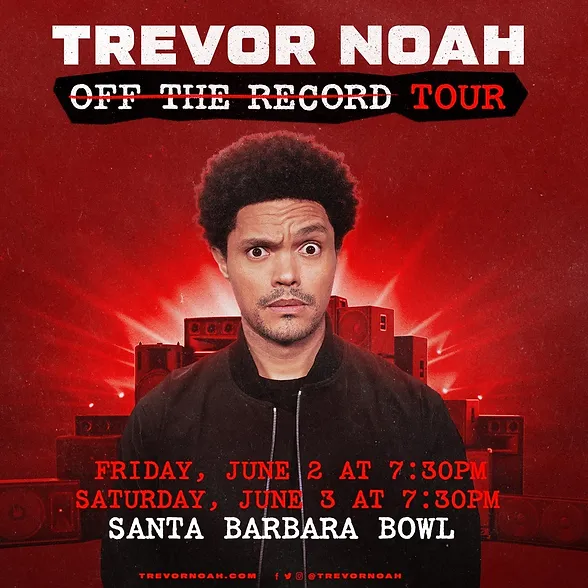 TREVOR NOAH
OFF THE RECORD TOUR
FRIDAY, JUNE 2 AT 7:30PM
SATURDAY, JUNE 3 AT 7:30PM
SANTA BARBARA BOWL
TREVORNOAH.COM @TREVORNOAH